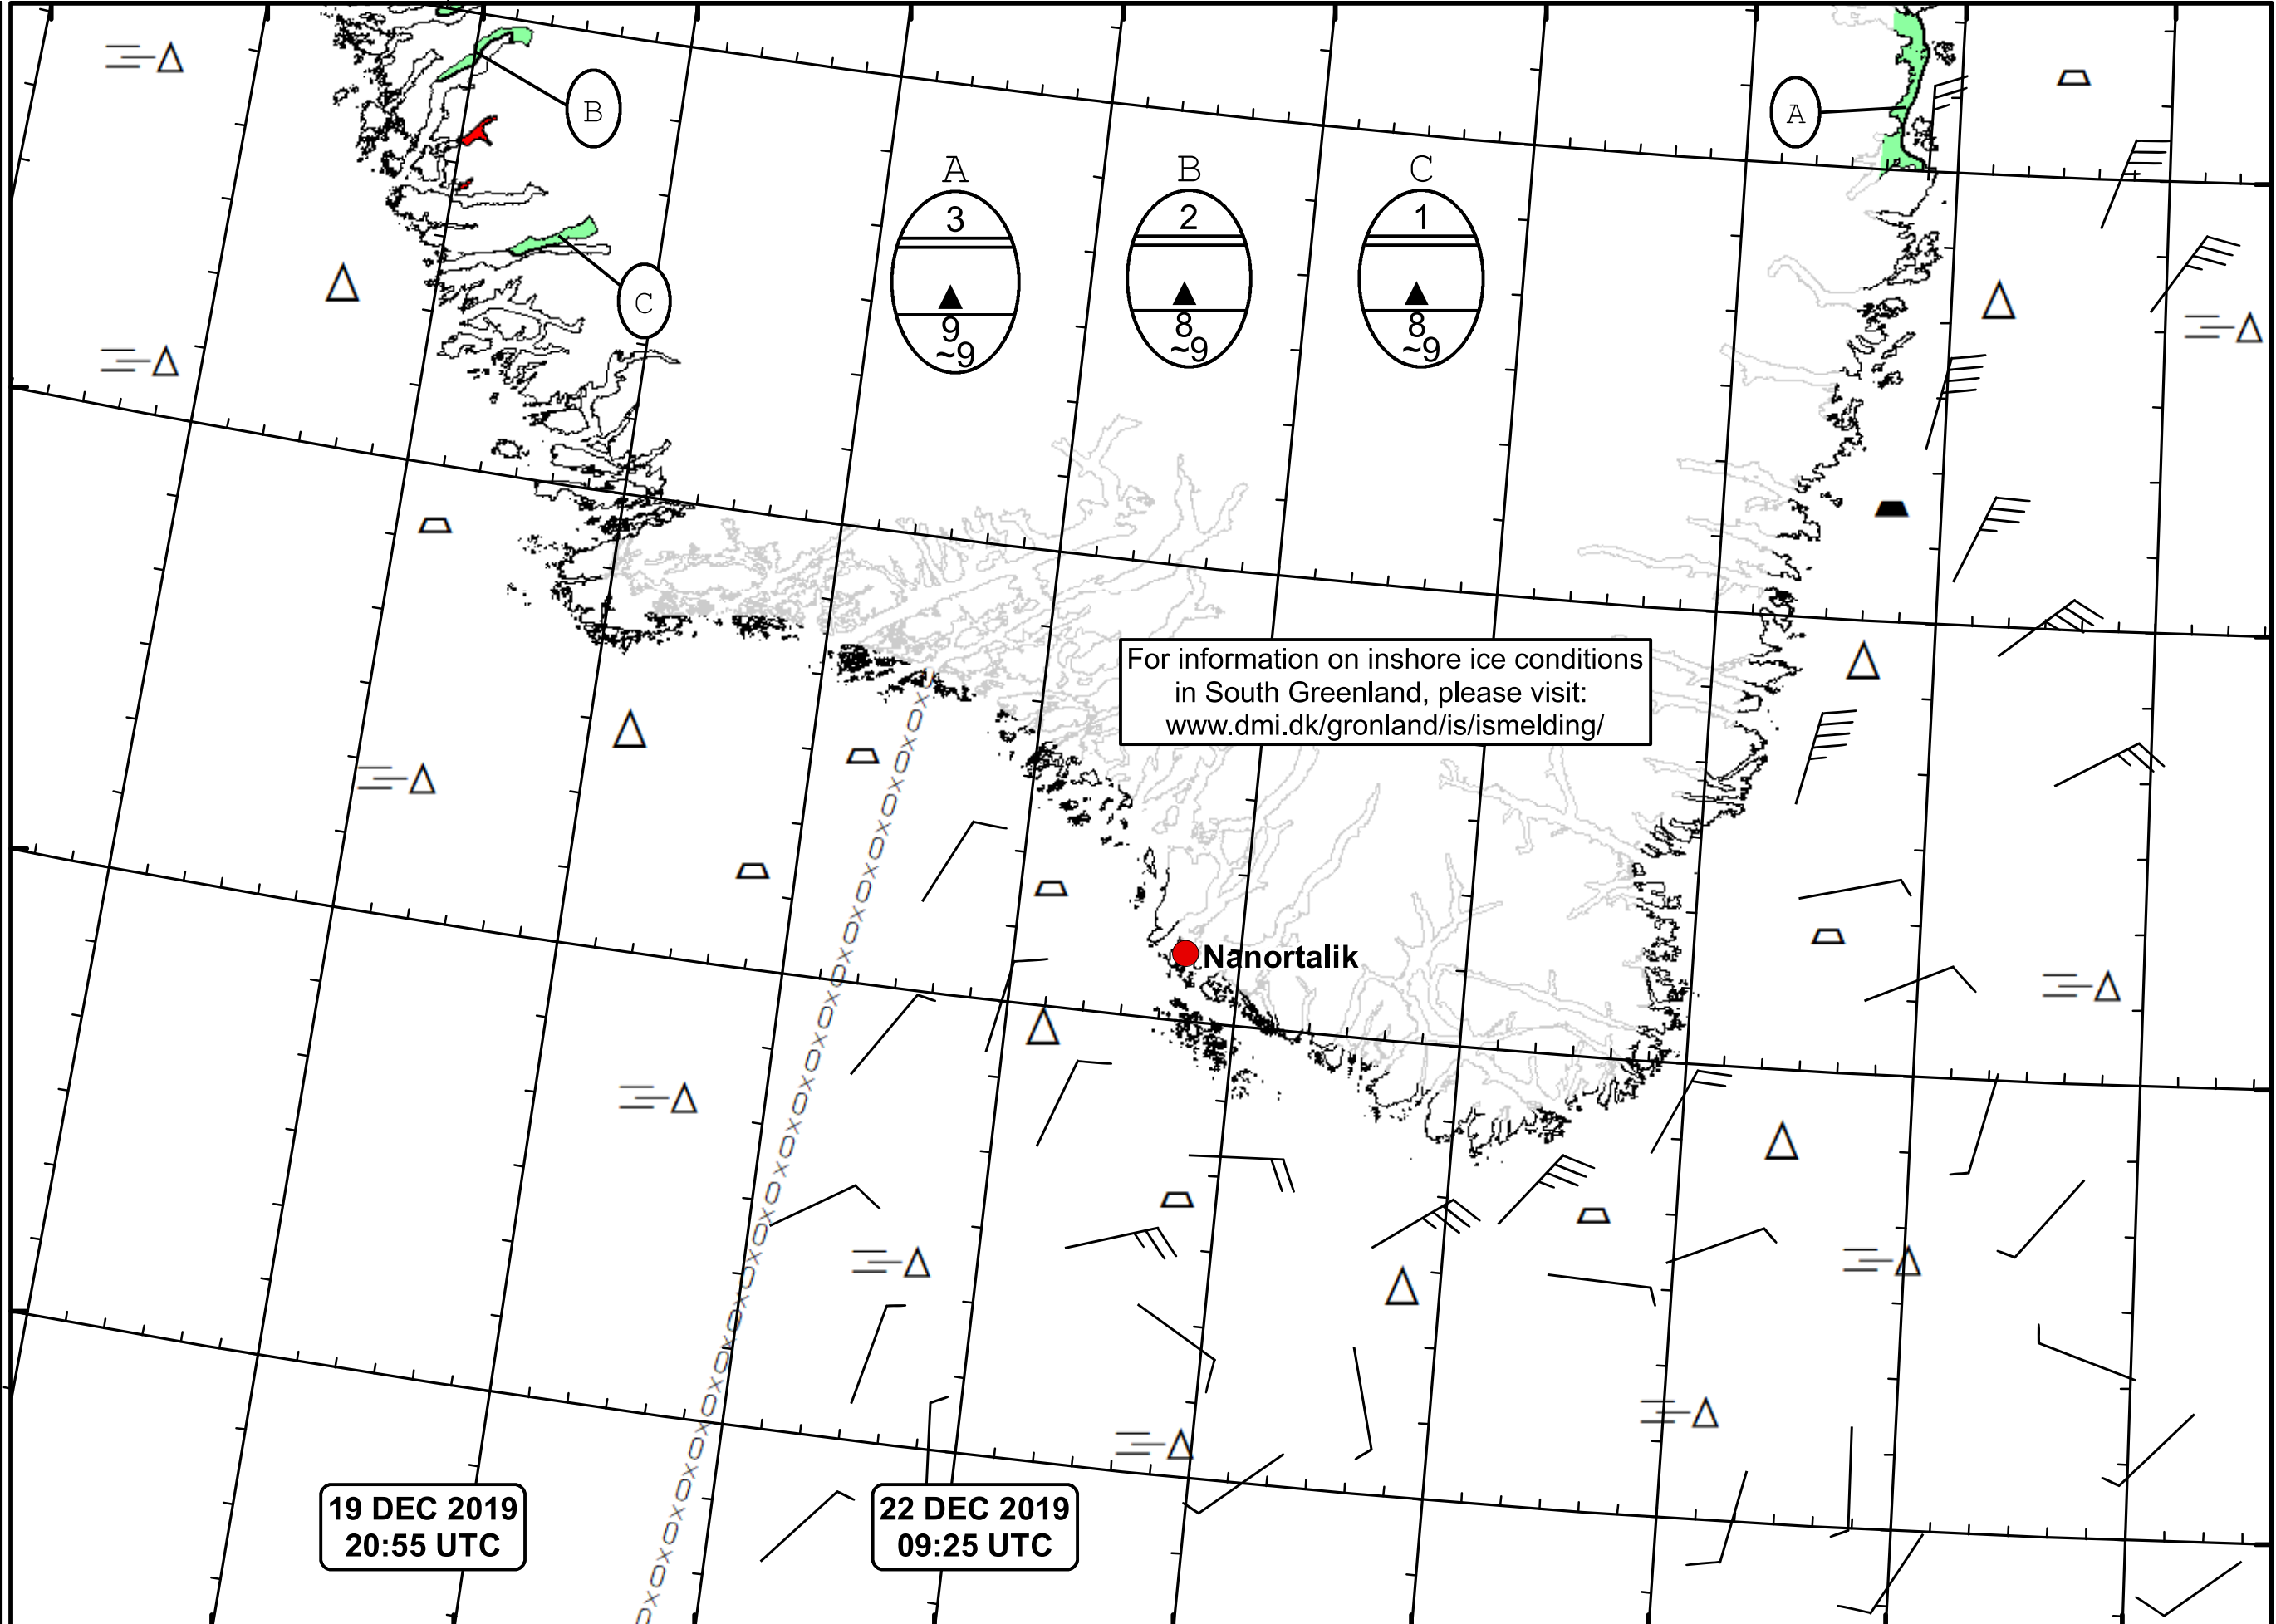 B
A
A
B
C
3
2
1
C
9
~9
8
~9
8
~9
For information on inshore ice conditions
in South Greenland, please visit:
www.dmi.dk/gronland/is/ismelding/
Nanortalik
19 DEC 2019
20:55 UTC
22 DEC 2019
09:25 UTC